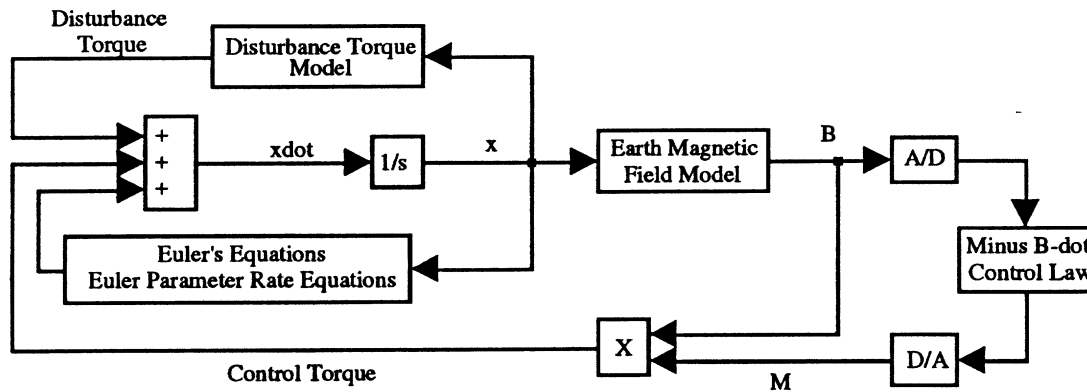 Disturbance
Torque
Disturbance Torque
Model
+
+
+
xdot
1/s
x
Earth Magnetic
Field Model
B
A/D
Euler's Equations
Euler Parameter Rate Equations
Minus B-dot
Control Law
X
D/A
Control Torque
M